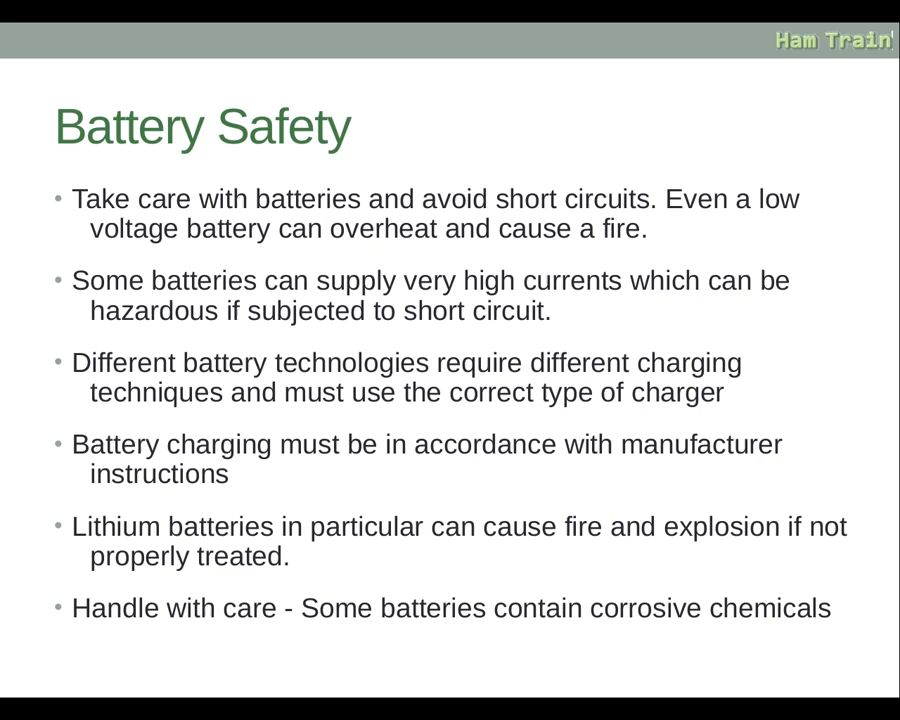 Ham Train
Battery Safety
• Take care with batteries and avoid short circuits. Even a low
voltage battery can overheat and cause a fire.
• Some batteries can supply very high currents which can be
hazardous if subjected to short circuit.
• Different battery technologies require different charging
techniques and must use the correct type of charger
• Battery charging must be in accordance with manufacturer
instructions
• Lithium batteries in particular can cause fire and explosion if not
properly treated.
• Handle with care - Some batteries contain corrosive chemicals